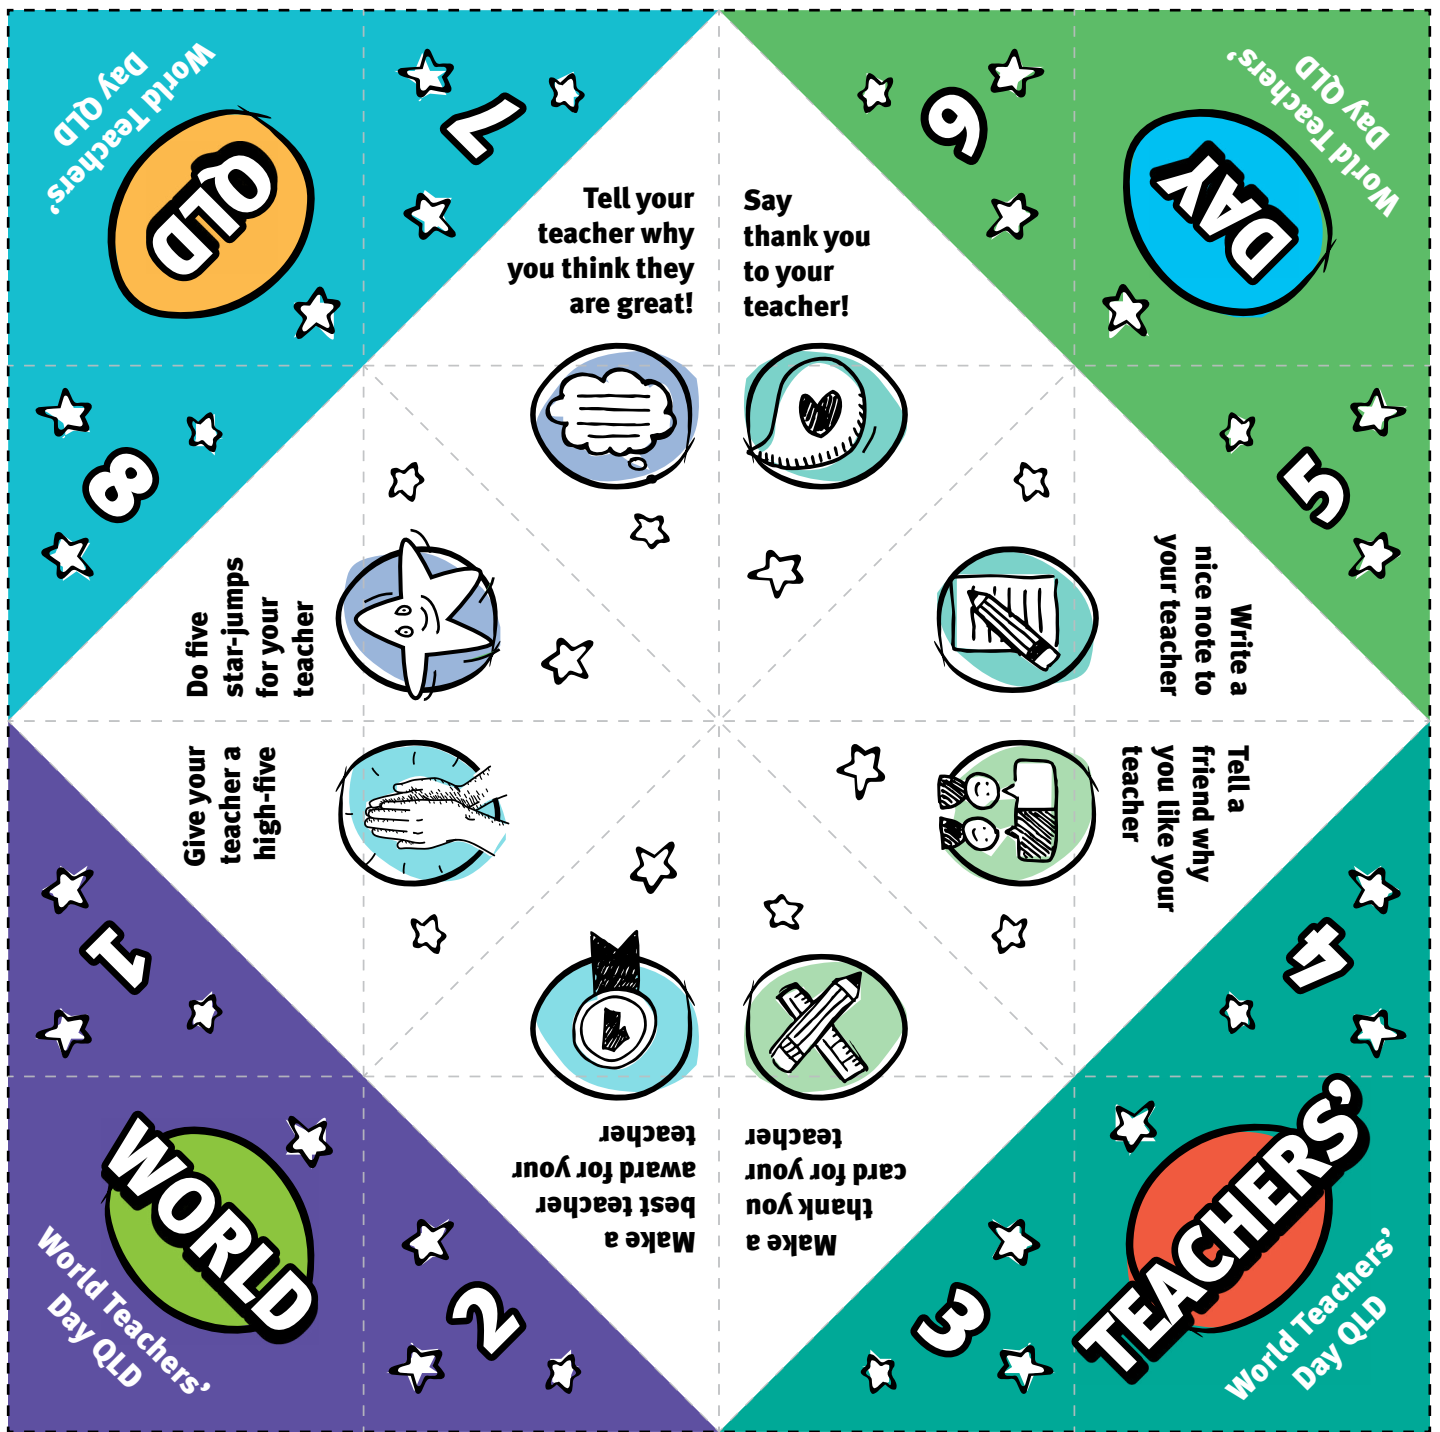 World Teachers’
Day QLD
QLD
7
6
World Teachers’
Day QLD
DAY
8
5
Tell your
teacher why
you think they
are great!
Say
thank you
to your
teacher!
Do five
star-jumps
for your
teacher
Write a
nice note to
your teacher
Give your
teacher a
high-five
Tell a
friend why
you like your
teacher
Make a
best teacher
award for your
teacher
1
Make a
thank you
card for your
teacher
1
4
WORLD
World Teachers’
Day QLD
2
3
TEACHERS’
World Teachers’
Day QLD